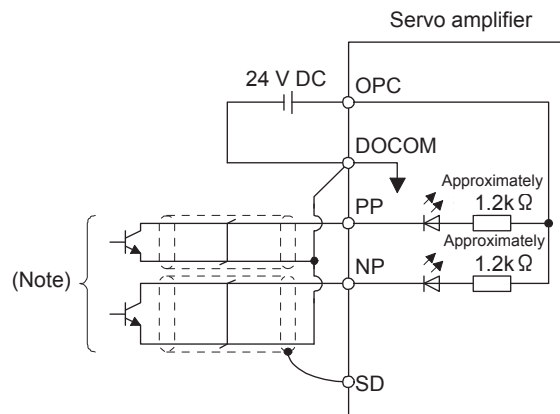 Servo amplifier
24 V DC
OPC
DOCOM
Approximately
PP
1.2kΩ
Approximately
(Note)
NP
1.2kΩ
SD